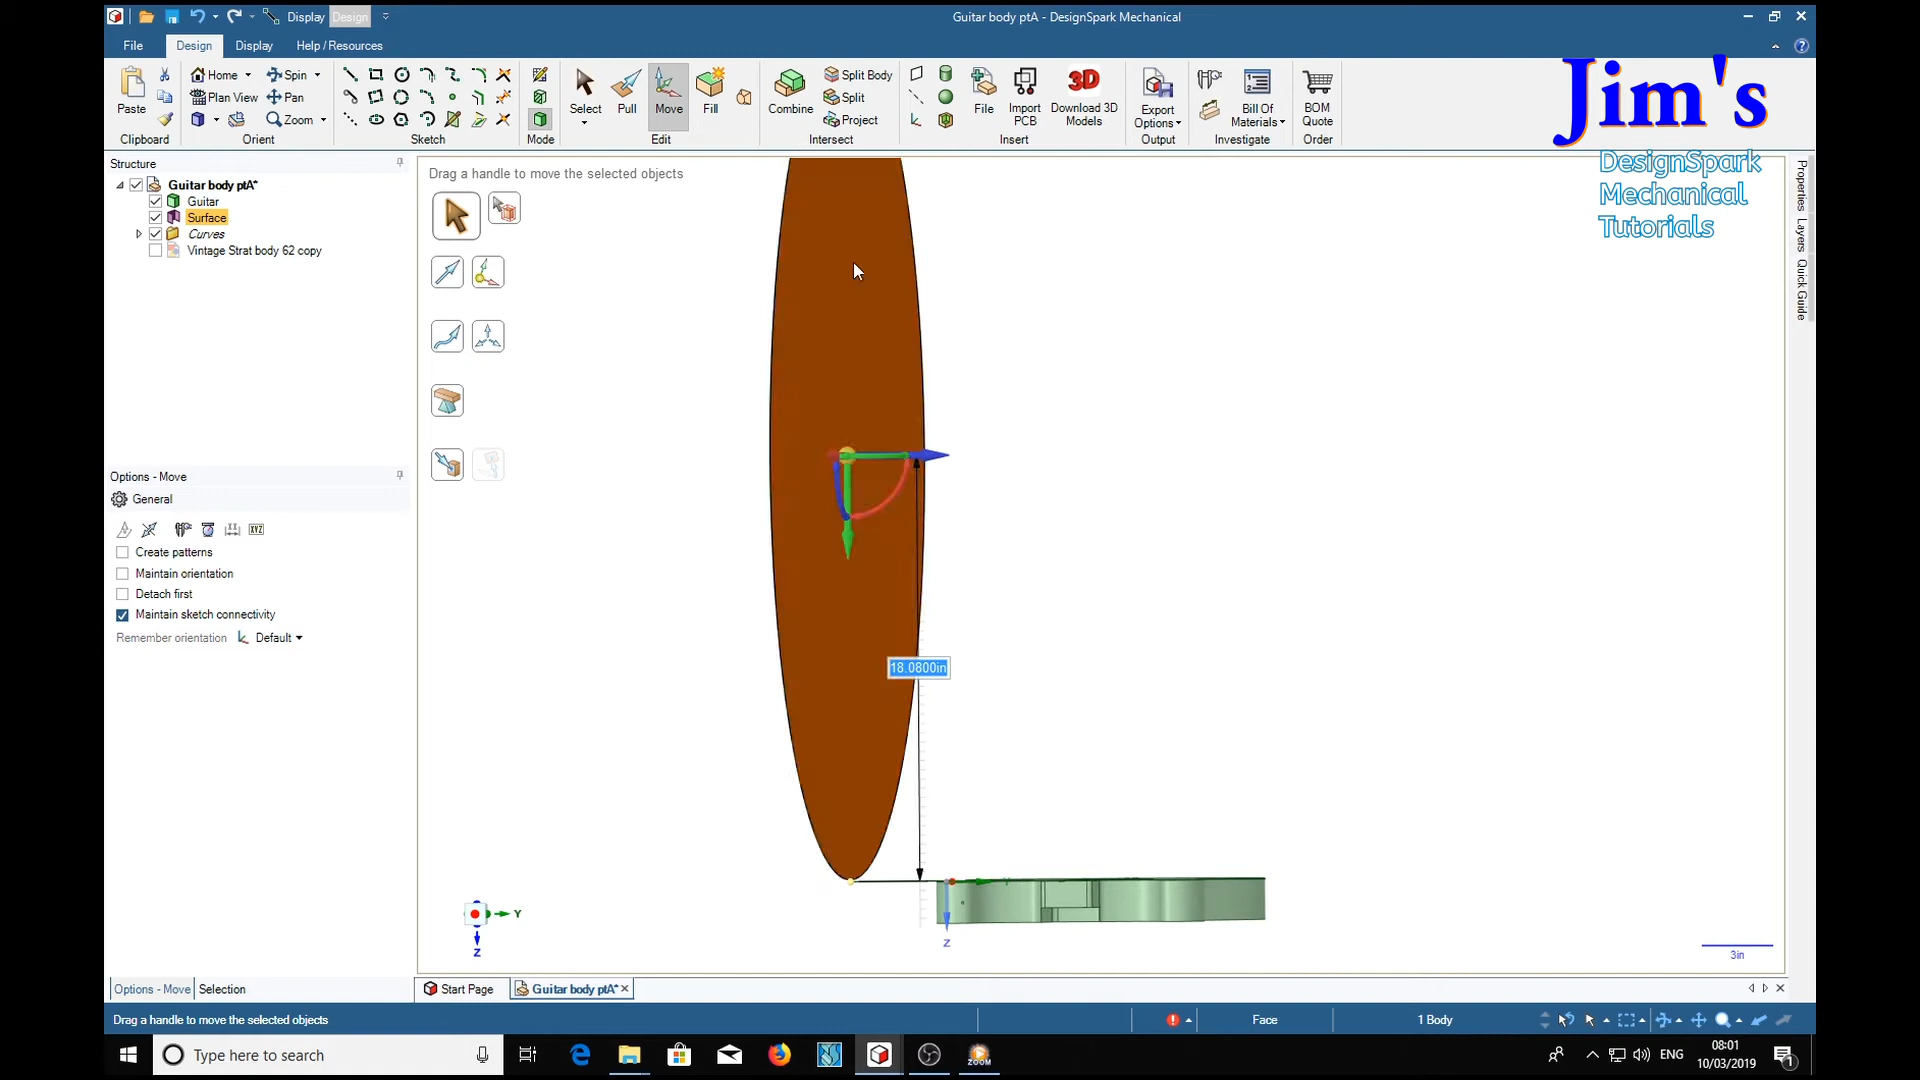 Display Design
Guitar body ptA - DesignSpark Mechanical
File Design Display Help / Resources
Paste
Home
Plan View
Spin
Pan
Zoom
Select
Pull
Move
Fill
Combine
Split Body
Split
Project
File
Import PCB
Download 3D Models
Export Options
Bill Of Materials
BOM Quote
Clipboard Orient Sketch Mode Edit Intersect Insert Output Investigate Order
Jim's
DesignSpark
Mechanical
Tutorials
Structure
Guitar body ptA*
Guitar
Surface
Curves
Vintage Strat body 62 copy
Drag a handle to move the selected objects
Properties
Layers
Quick Guide
Options - Move
General
XYZ
Create patterns
Maintain orientation
Detach first
Maintain sketch connectivity
Remember orientation Default
18.0800in
Y
Y
Z
Z
3in
Options - Move Selection
Start Page
Guitar body ptA*
Drag a handle to move the selected objects
Face
1 Body
Type here to search
ZOOM
ENG
08:01
10/03/2019
1